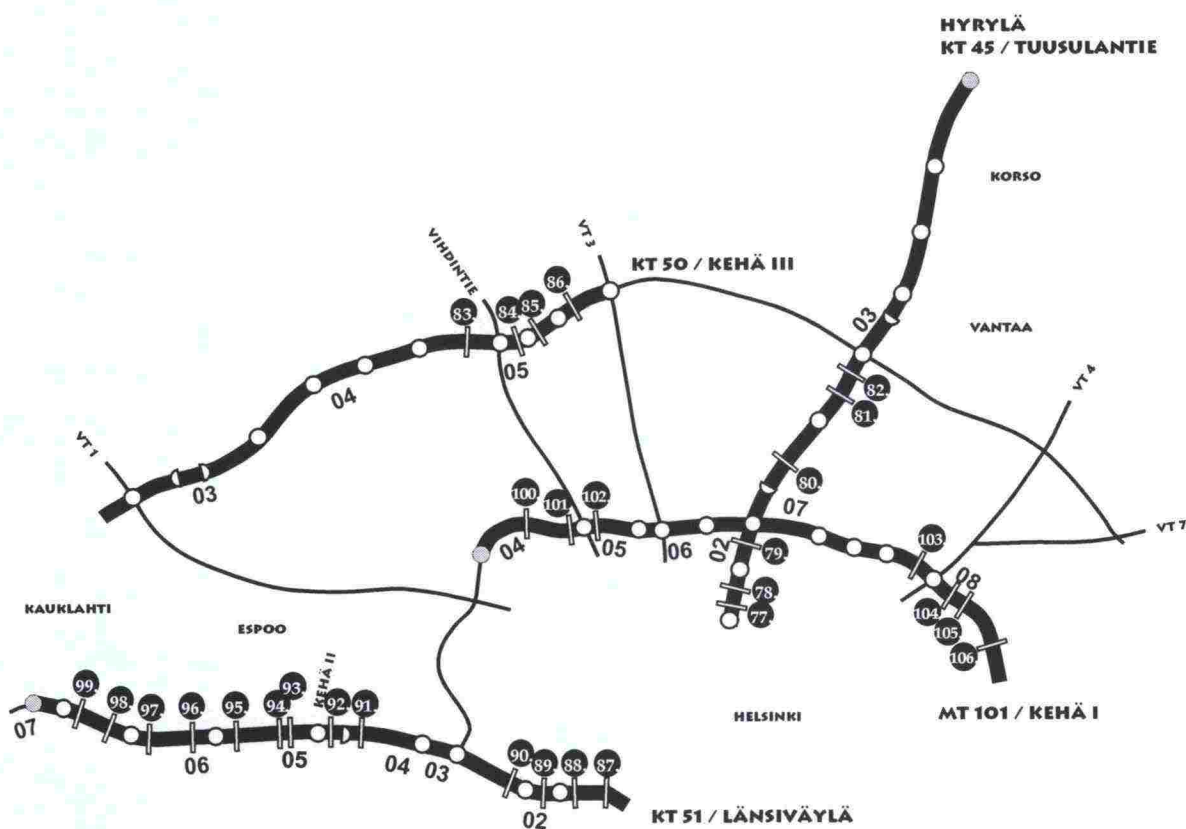 HYRYLÄ
KT 45 / TUUSULANTIE
KORSO
VIHDINTIE
VT 3
KT 50 / KEHÄ III
86.
83.
84.
85.
03
VANTAA
05
04
82.
81.
VT 4
VT 1
03
80.
07
VT 7
100.
101.
102.
04
05
06
02
79.
103.
78.
77.
08
104.
105.
106.
KAUKLAHTI
ESPOO
KEHÄ II
99.
98.
97.
96.
95.
94.
93.
92.
91.
HELSINKI
MT 101 / KEHÄ I
07
06
05
04
03
90.
89.
88.
87.
02
KT 51 / LÄNSIVÄYLÄ